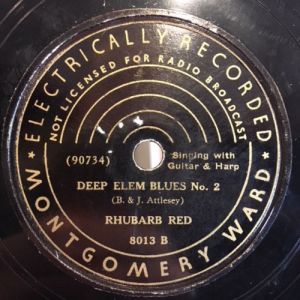 ★ ELECTRICALLY RECORDED ★
NOT LICENSED FOR RADIO BROADCAST
(90734)
Singing with
Guitar & Harp
DEEP ELEM BLUES No. 2
(B. & J. Attlesey)
RHUBARB RED
8013 B
MONTGOMERY WARD